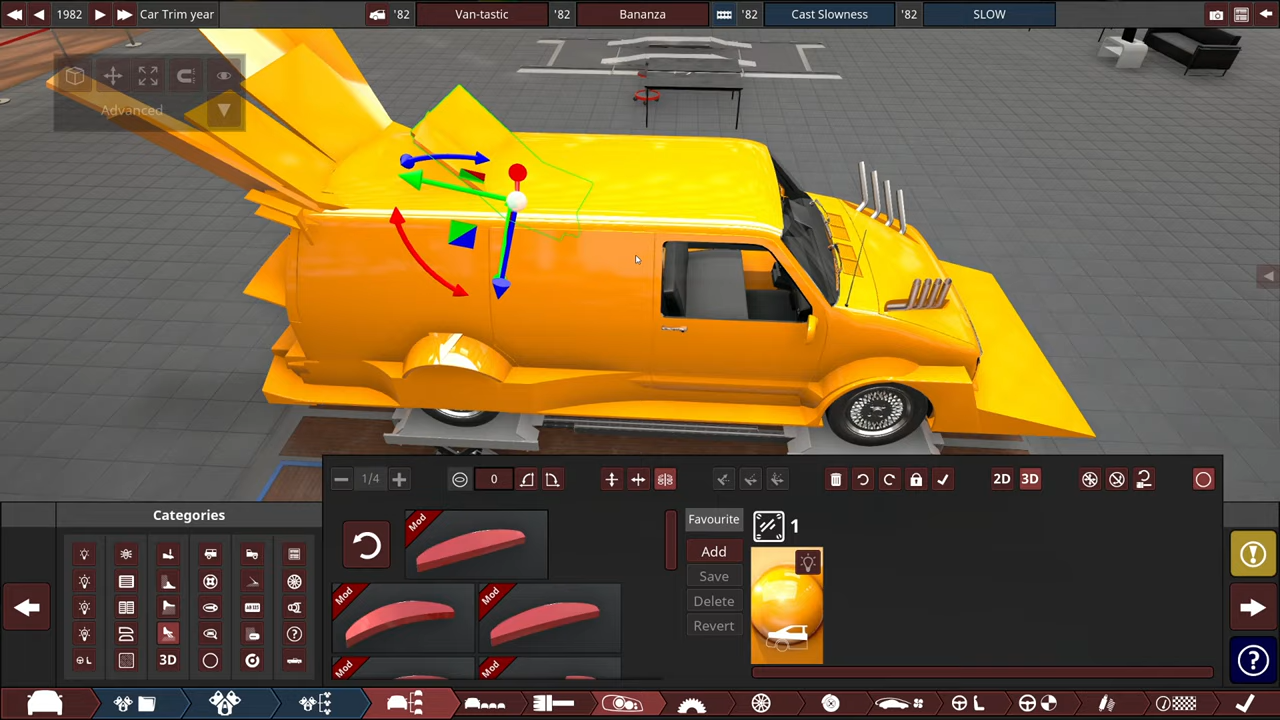 1982 Car Trim year '82 Van-tastic '82 Bananza '82 Cast Slowness '82 SLOW
Advanced
1/4 0 2D 3D
Categories
Mod
Favourite 1
Add
Save
Delete
Revert
Mod Mod
Mod Mod
L 3D